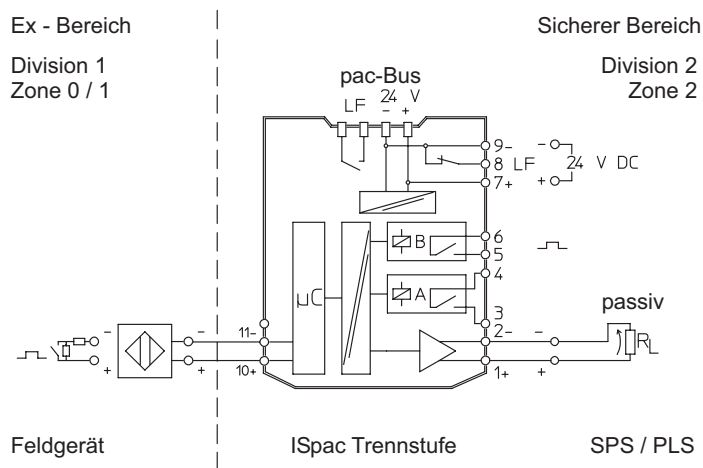 Ex - Bereich
Sicherer Bereich
Division 1
Zone 0 / 1
Division 2
Zone 2
pac-Bus
LF 24 V
- +
9-
8 LF
7+
- +
24 V DC
B
6
5
4
µC
A
3
passiv
2-
-
RL
1+
+
11-
10+
- +
- +
Feldgerät
ISpac Trennstufe
SPS / PLS